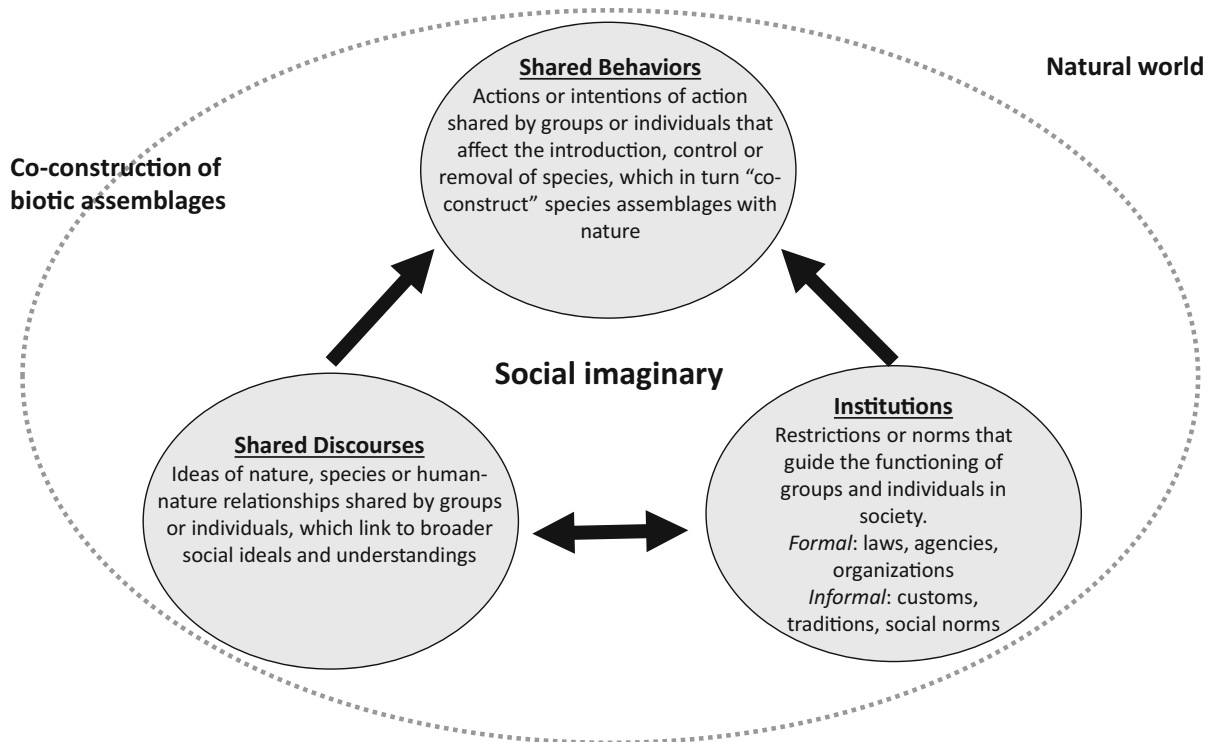 Shared Behaviors
Actions or intentions of action
shared by groups or individuals that
affect the introduction, control or
removal of species, which in turn “co-
construct” species assemblages with
nature
Natural world
Co-construction of
biotic assemblages
Social imaginary
Shared Discourses
Ideas of nature, species or human-
nature relationships shared by groups
or individuals, which link to broader
social ideals and understandings
Institutions
Restrictions or norms that
guide the functioning of
groups and individuals in
society.
Formal: laws, agencies,
organizations
Informal: customs,
traditions, social norms